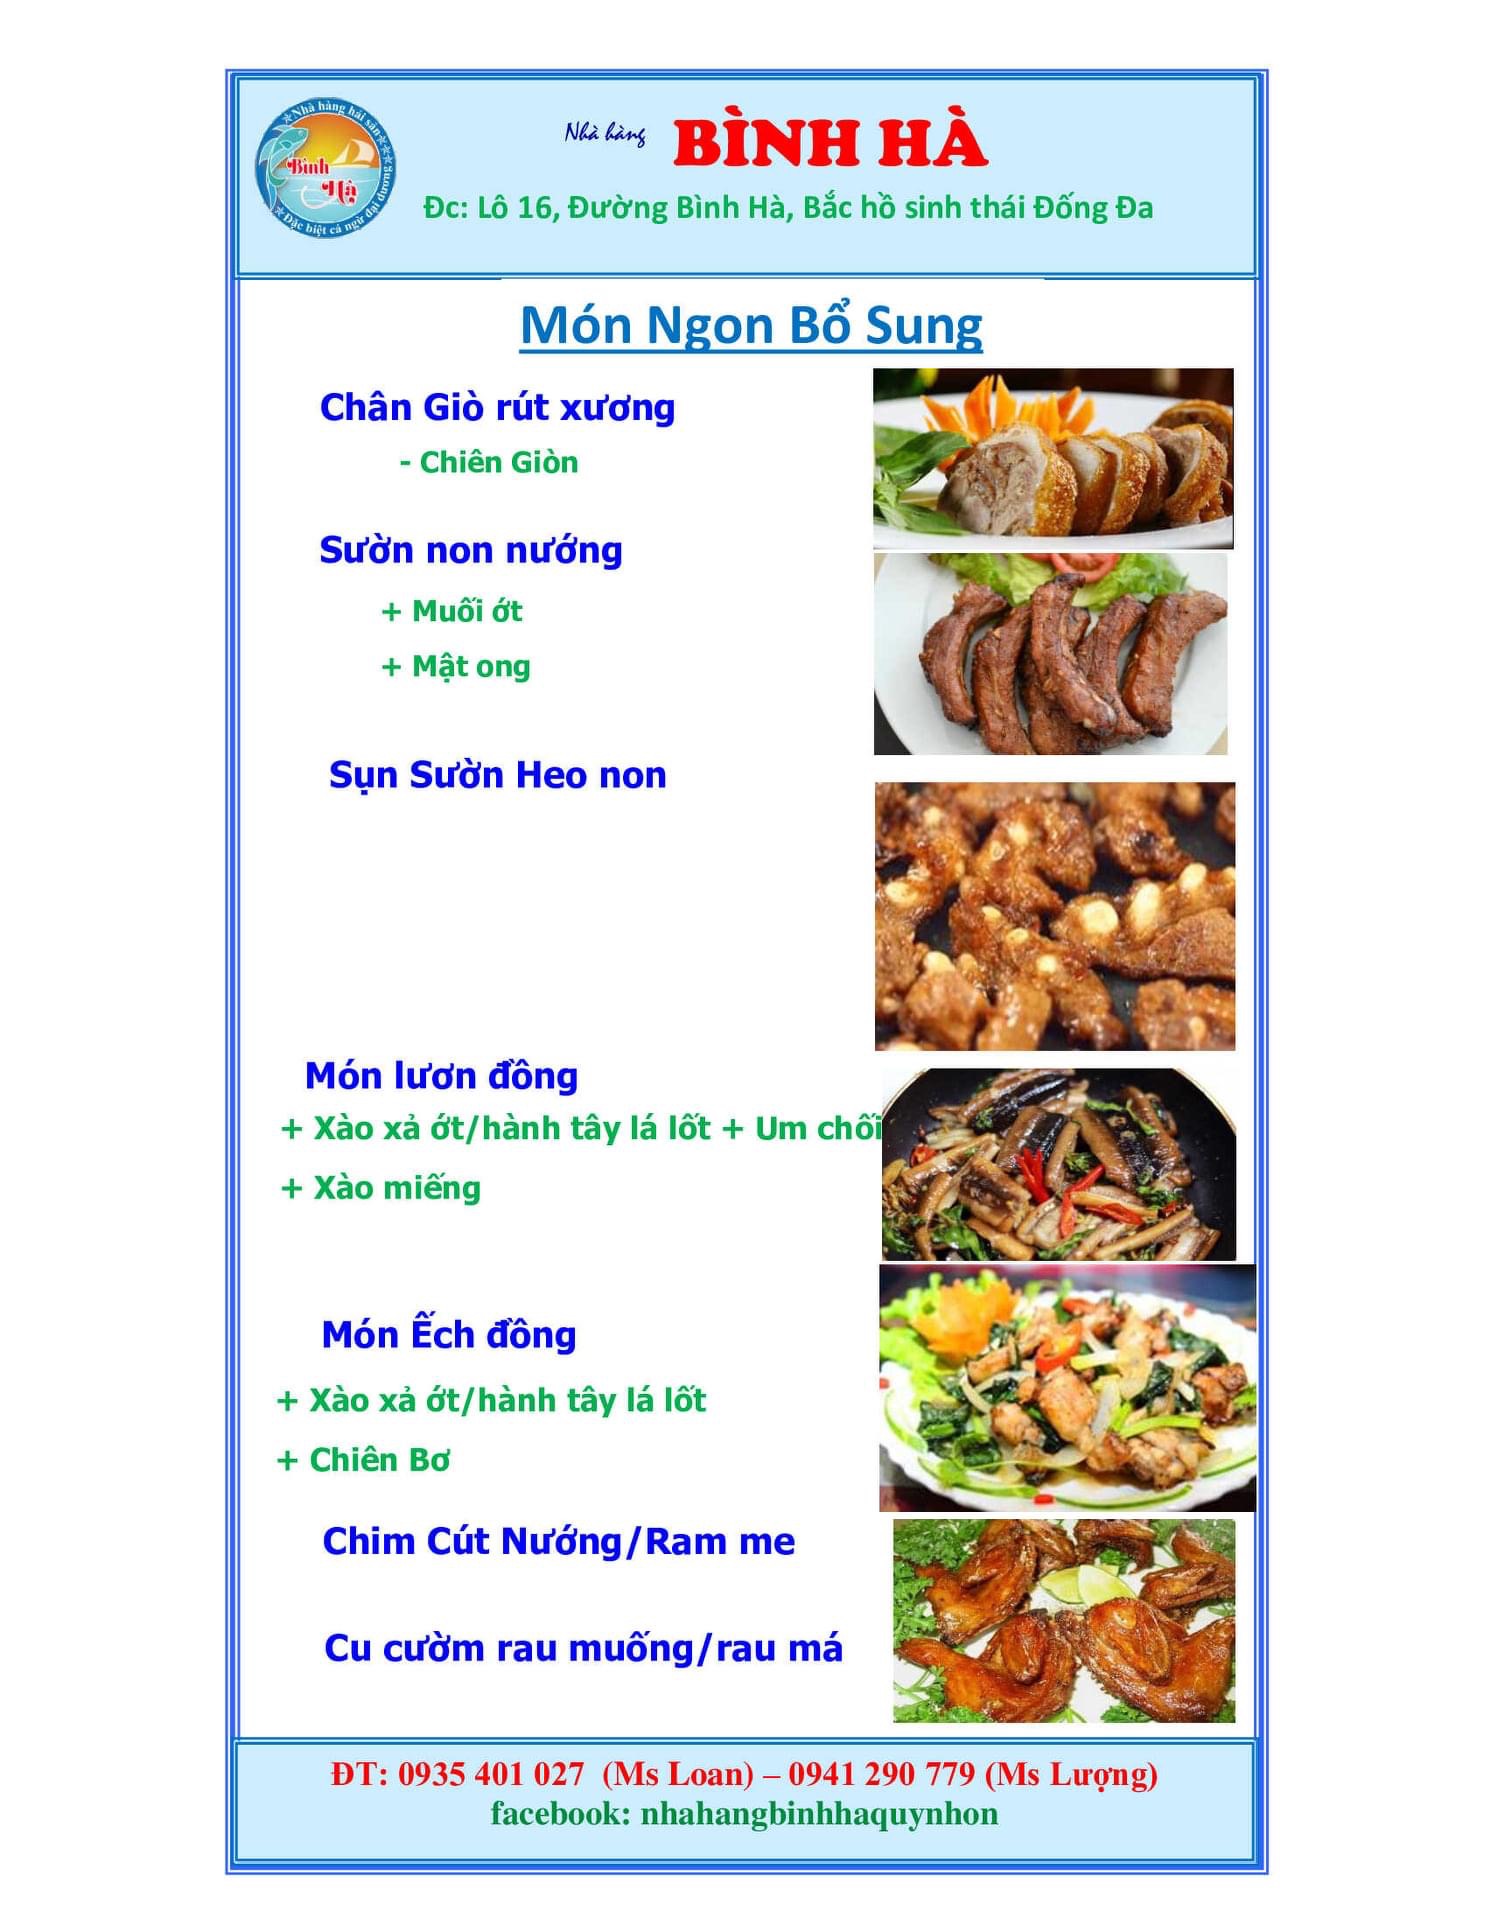 Nhà hàng hải sản
Bình
Hà
Đặc biệt cá ngừ đại dương
Nhà hàng BÌNH HÀ
Đc: Lô 16, Đường Bình Hà, Bắc hồ sinh thái Đống Đa
Món Ngon Bổ Sung
Chân Giò rút xương
- Chiên Giòn
Sườn non nướng
+ Muối ớt
+ Mật ong
Sụn Sườn Heo non
Món lươn đồng
+ Xào xả ớt/hành tây lá lốt + Um chối
+ Xào miếng
Món Ếch đồng
+ Xào xả ớt/hành tây lá lốt
+ Chiên Bơ
Chim Cút Nướng/Ram me
Cu cườm rau muống/rau má
ĐT: 0935 401 027 (Ms Loan) – 0941 290 779 (Ms Lượng)
facebook: nhahangbinhhaquynhon